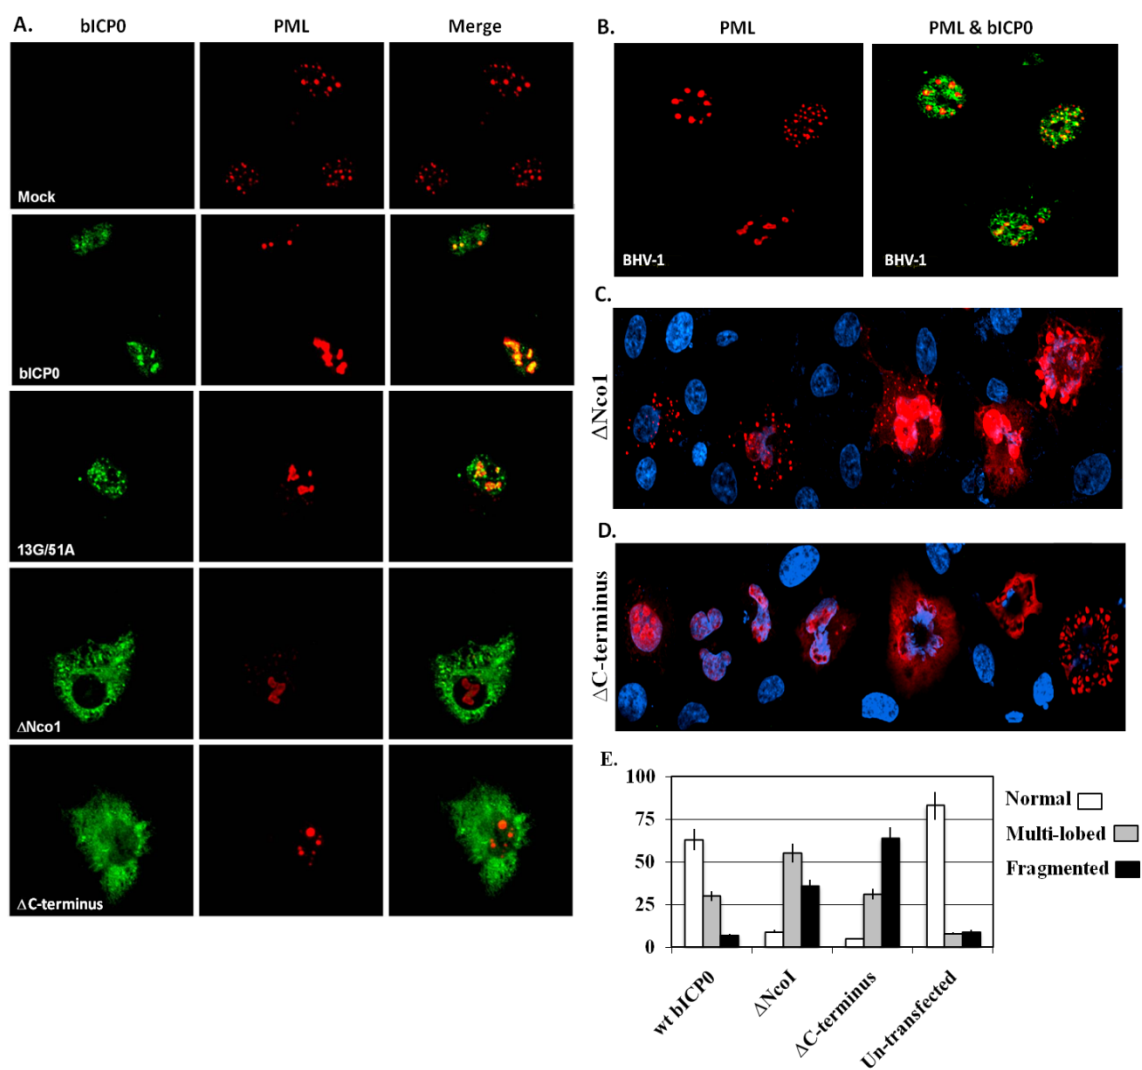 A.
bICP0
PML
Merge
Mock
bICP0
13G/51A
ΔNco1
ΔC-terminus
B.
PML
PML & bICP0
BHV-1
BHV-1
C.
ΔNco1
D.
ΔC-terminus
E.
100
75
50
25
0
wt bICP0
ΔNcoI
ΔC-terminus
Un-transfected
Normal
Multi-lobed
Fragmented